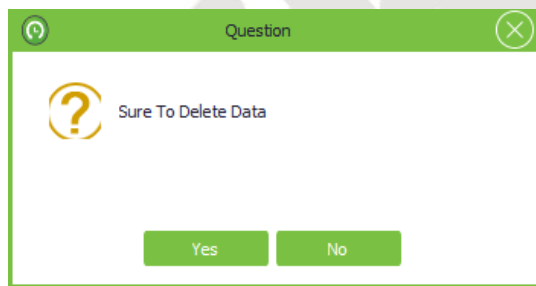 Question
Sure To Delete Data
Yes No